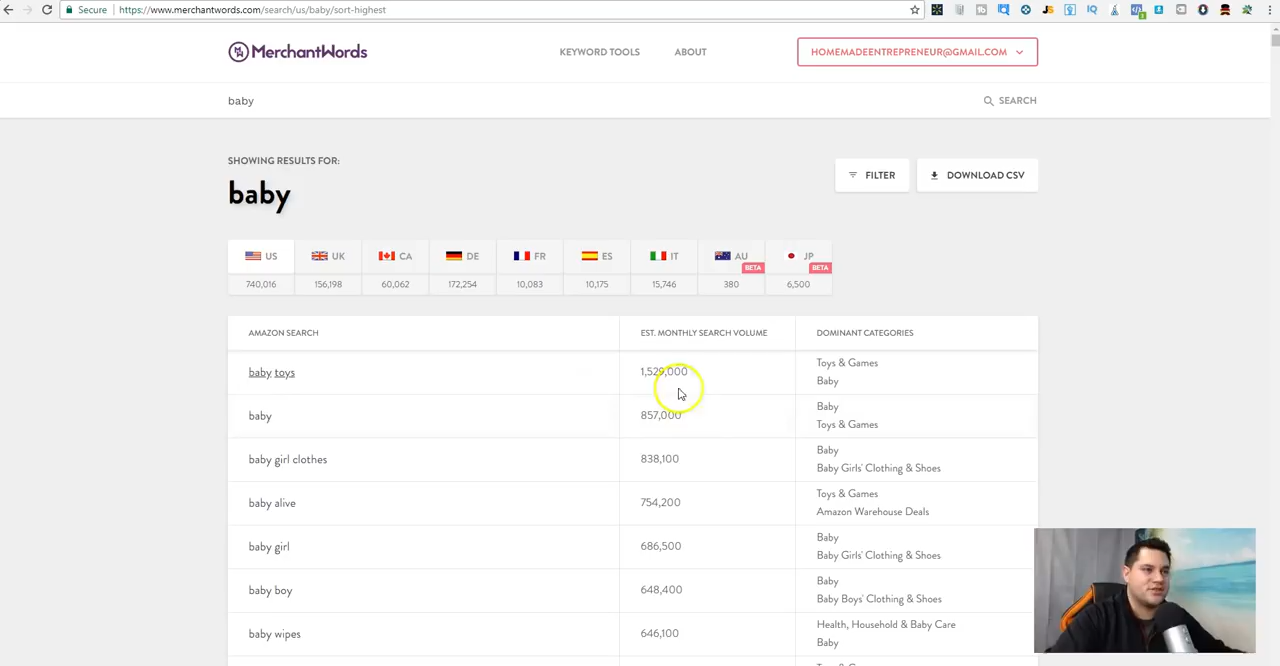 Secure https://www.merchantwords.com/search/us/baby/sort-highest
MerchantWords
KEYWORD TOOLS
ABOUT
HOMEMADEENTREPRENEUR@GMAIL.COM
baby
SEARCH
SHOWING RESULTS FOR:
baby
FILTER
DOWNLOAD CSV
US UK CA DE FR ES IT AU JP
BETA BETA
740,016 156,198 60,062 172,254 10,083 10,175 15,746 380 6,500
AMAZON SEARCH EST. MONTHLY SEARCH VOLUME DOMINANT CATEGORIES
baby toys 1,529,000 Toys & Games
Baby
baby 857,000 Baby
Toys & Games
baby girl clothes 838,100 Baby
Baby Girls' Clothing & Shoes
baby alive 754,200 Toys & Games
Amazon Warehouse Deals
baby girl 686,500 Baby
Baby Girls' Clothing & Shoes
baby boy 648,400 Baby
Baby Boys' Clothing & Shoes
baby wipes 646,100 Health, Household & Baby Care
Baby